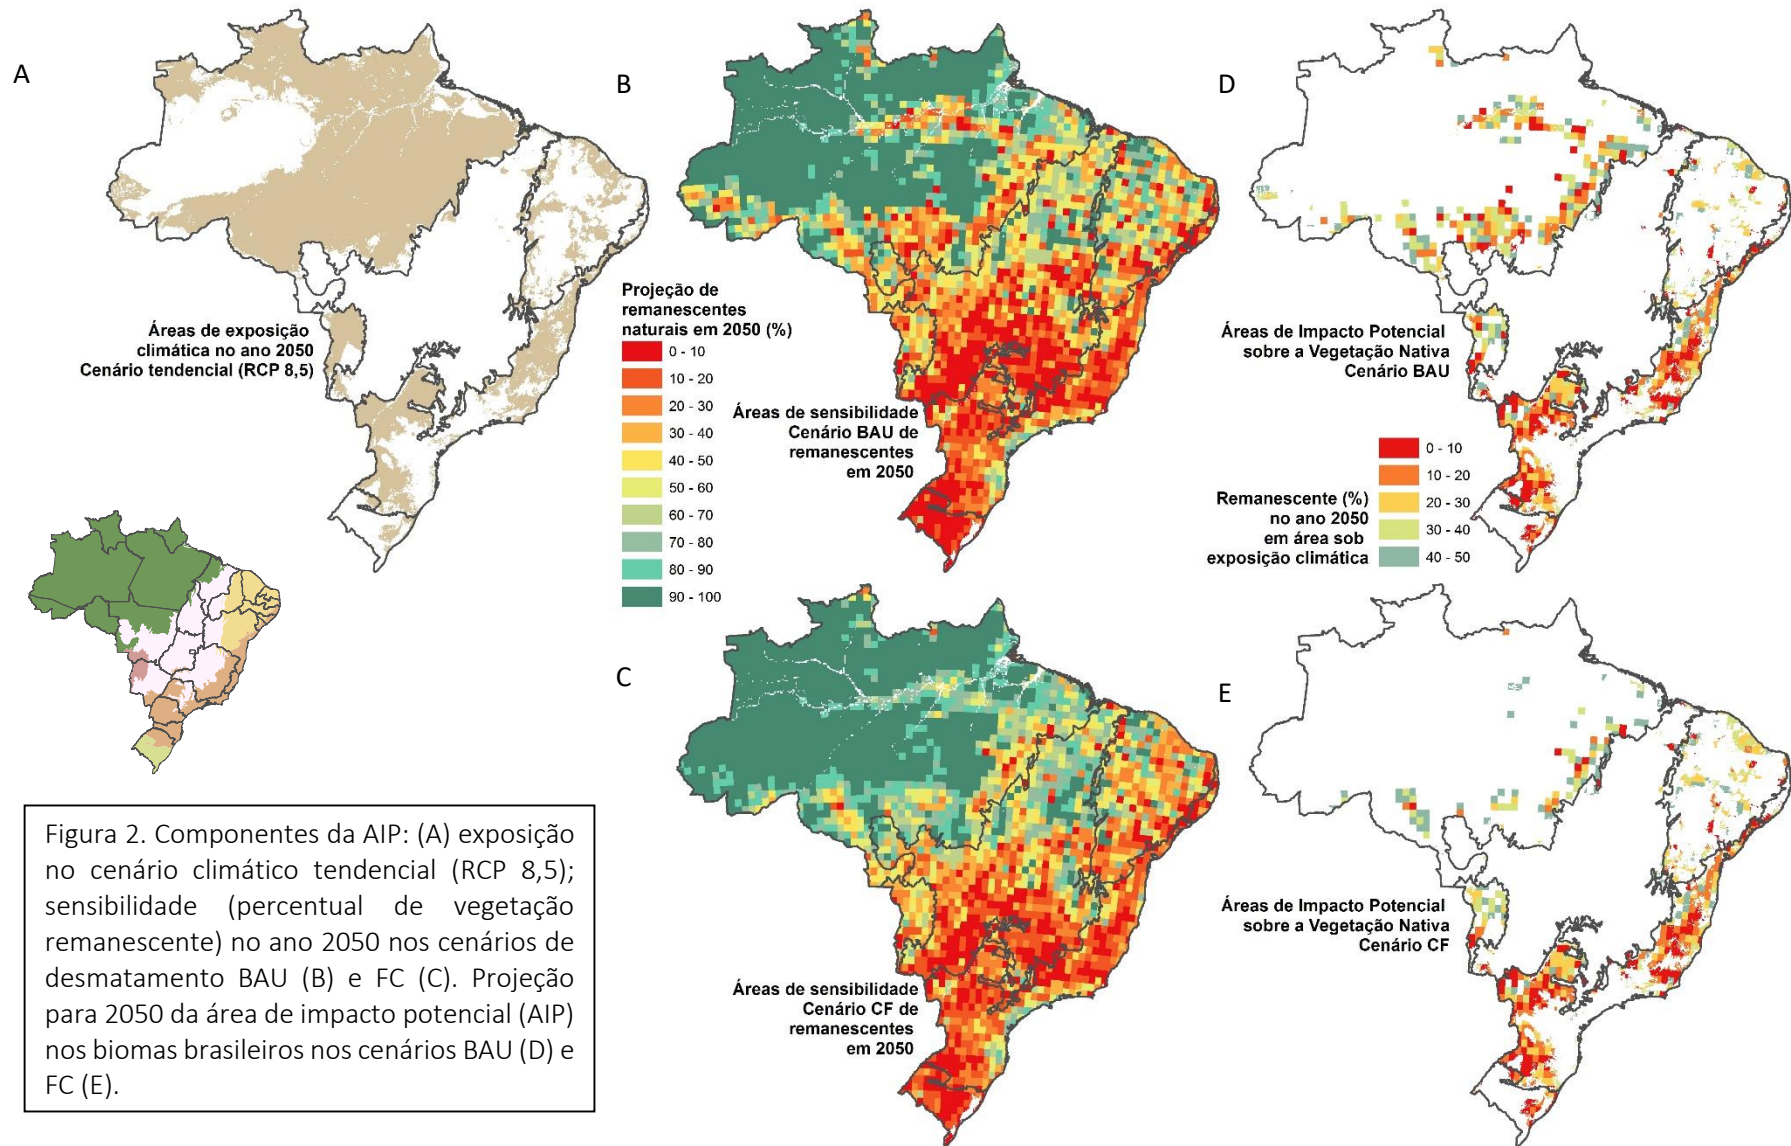 A
Áreas de exposição
climática no ano 2050
Cenário tendencial (RCP 8,5)
B
Projeção de
remanescentes
naturais em 2050 (%)
0 - 10
10 - 20
20 - 30
30 - 40
40 - 50
50 - 60
60 - 70
70 - 80
80 - 90
90 - 100
Áreas de sensibilidade
Cenário BAU de
remanescentes
em 2050
D
Áreas de Impacto Potencial
sobre a Vegetação Nativa
Cenário BAU
Remanescente (%)
no ano 2050
em área sob
exposição climática
0 - 10
10 - 20
20 - 30
30 - 40
40 - 50
C
Áreas de sensibilidade
Cenário CF de
remanescentes
em 2050
E
Áreas de Impacto Potencial
sobre a Vegetação Nativa
Cenário CF
Figura 2. Componentes da AIP: (A) exposição
no cenário climático tendencial (RCP 8,5);
sensibilidade (percentual de vegetação
remanescente) no ano 2050 nos cenários de
desmatamento BAU (B) e FC (C). Projeção
para 2050 da área de impacto potencial (AIP)
nos biomas brasileiros nos cenários BAU (D) e
FC (E).